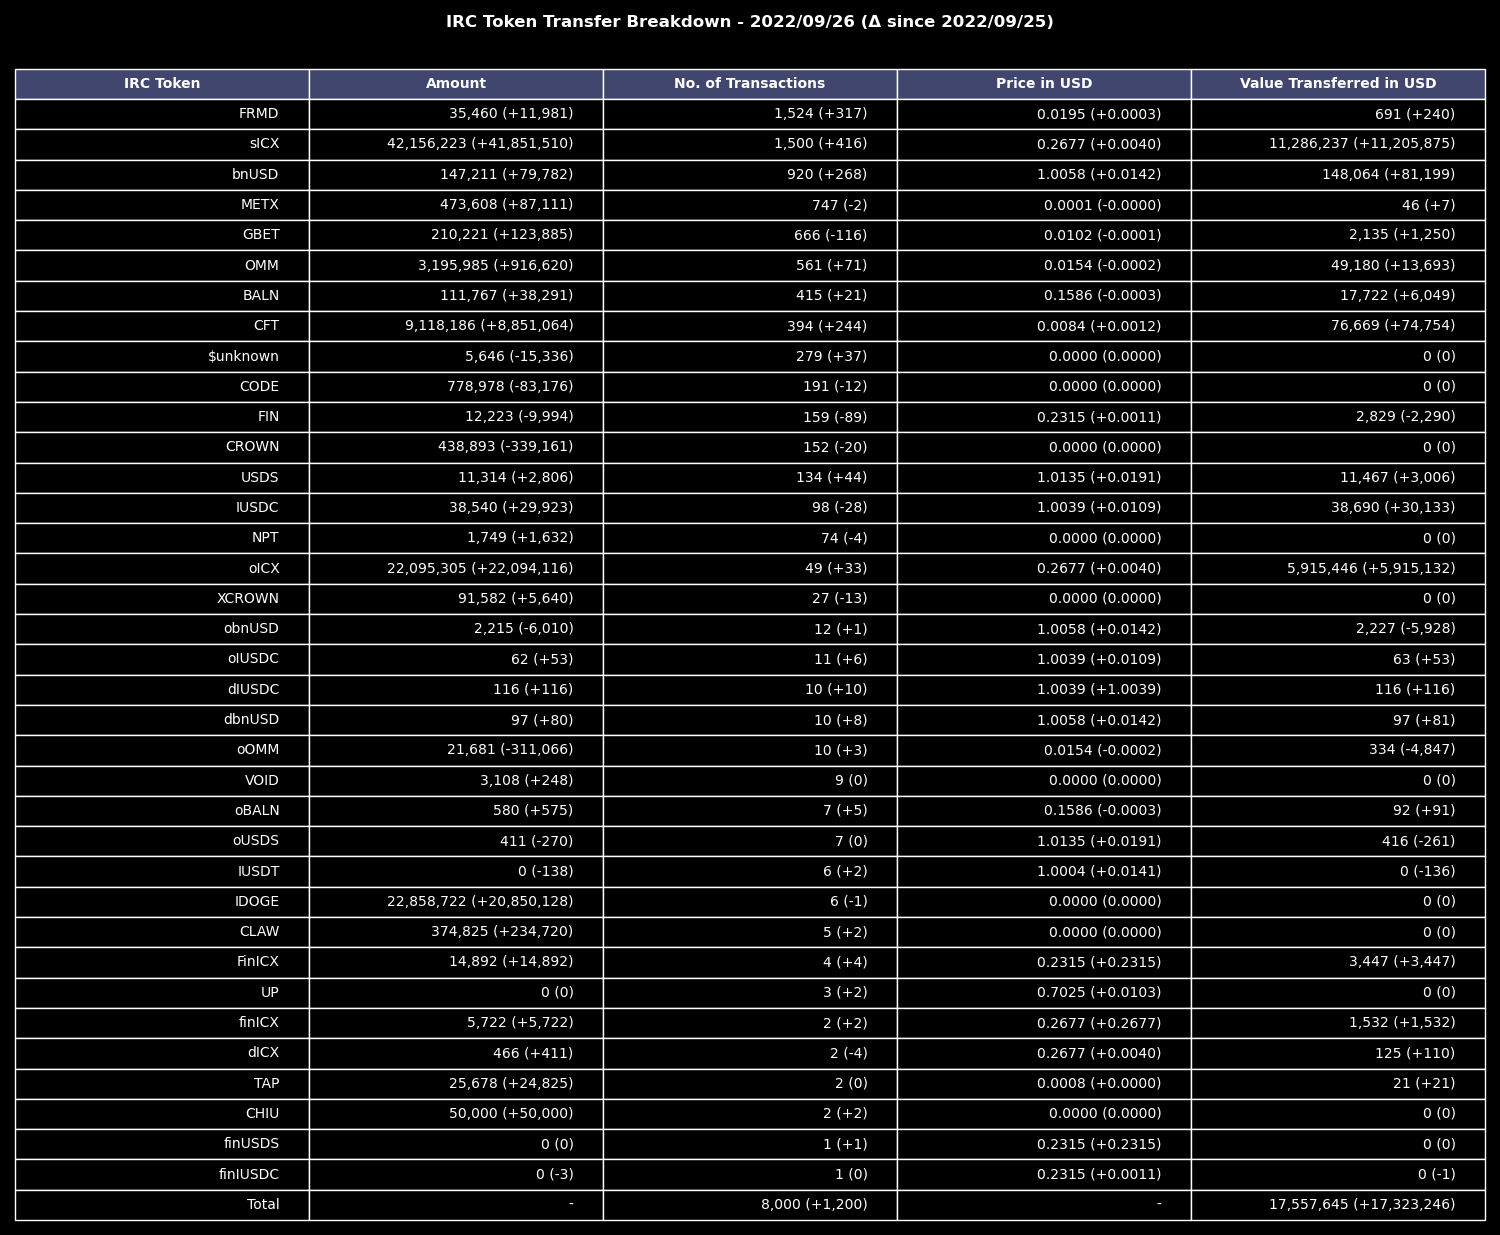 IRC Token Transfer Breakdown - 2022/09/26 (Δ since 2022/09/25)
IRC Token Amount No. of Transactions Price in USD Value Transferred in USD
FRMD 35,460 (+11,981) 1,524 (+317) 0.0195 (+0.0003) 691 (+240)
sICX 42,156,223 (+41,851,510) 1,500 (+416) 0.2677 (+0.0040) 11,286,237 (+11,205,875)
bnUSD 147,211 (+79,782) 920 (+268) 1.0058 (+0.0142) 148,064 (+81,199)
METX 473,608 (+87,111) 747 (-2) 0.0001 (-0.0000) 46 (+7)
GBET 210,221 (+123,885) 666 (-116) 0.0102 (-0.0001) 2,135 (+1,250)
OMM 3,195,985 (+916,620) 561 (+71) 0.0154 (-0.0002) 49,180 (+13,693)
BALN 111,767 (+38,291) 415 (+21) 0.1586 (-0.0003) 17,722 (+6,049)
CFT 9,118,186 (+8,851,064) 394 (+244) 0.0084 (+0.0012) 76,669 (+74,754)
$unknown 5,646 (-15,336) 279 (+37) 0.0000 (0.0000) 0 (0)
CODE 778,978 (-83,176) 191 (-12) 0.0000 (0.0000) 0 (0)
FIN 12,223 (-9,994) 159 (-89) 0.2315 (+0.0011) 2,829 (-2,290)
CROWN 438,893 (-339,161) 152 (-20) 0.0000 (0.0000) 0 (0)
USDS 11,314 (+2,806) 134 (+44) 1.0135 (+0.0191) 11,467 (+3,006)
IUSDC 38,540 (+29,923) 98 (-28) 1.0039 (+0.0109) 38,690 (+30,133)
NPT 1,749 (+1,632) 74 (-4) 0.0000 (0.0000) 0 (0)
oICX 22,095,305 (+22,094,116) 49 (+33) 0.2677 (+0.0040) 5,915,446 (+5,915,132)
XCROWN 91,582 (+5,640) 27 (-13) 0.0000 (0.0000) 0 (0)
obnUSD 2,215 (-6,010) 12 (+1) 1.0058 (+0.0142) 2,227 (-5,928)
oIUSDC 62 (+53) 11 (+6) 1.0039 (+0.0109) 63 (+53)
dIUSDC 116 (+116) 10 (+10) 1.0039 (+1.0039) 116 (+116)
dbnUSD 97 (+80) 10 (+8) 1.0058 (+0.0142) 97 (+81)
oOMM 21,681 (-311,066) 10 (+3) 0.0154 (-0.0002) 334 (-4,847)
VOID 3,108 (+248) 9 (0) 0.0000 (0.0000) 0 (0)
oBALN 580 (+575) 7 (+5) 0.1586 (-0.0003) 92 (+91)
oUSDS 411 (-270) 7 (0) 1.0135 (+0.0191) 416 (-261)
IUSDT 0 (-138) 6 (+2) 1.0004 (+0.0141) 0 (-136)
IDOGE 22,858,722 (+20,850,128) 6 (-1) 0.0000 (0.0000) 0 (0)
CLAW 374,825 (+234,720) 5 (+2) 0.0000 (0.0000) 0 (0)
FinICX 14,892 (+14,892) 4 (+4) 0.2315 (+0.2315) 3,447 (+3,447)
UP 0 (0) 3 (+2) 0.7025 (+0.0103) 0 (0)
finICX 5,722 (+5,722) 2 (+2) 0.2677 (+0.2677) 1,532 (+1,532)
dICX 466 (+411) 2 (-4) 0.2677 (+0.0040) 125 (+110)
TAP 25,678 (+24,825) 2 (0) 0.0008 (+0.0000) 21 (+21)
CHIU 50,000 (+50,000) 2 (+2) 0.0000 (0.0000) 0 (0)
finUSDS 0 (0) 1 (+1) 0.2315 (+0.2315) 0 (0)
finIUSDC 0 (-3) 1 (0) 0.2315 (+0.0011) 0 (-1)
Total - 8,000 (+1,200) - 17,557,645 (+17,323,246)